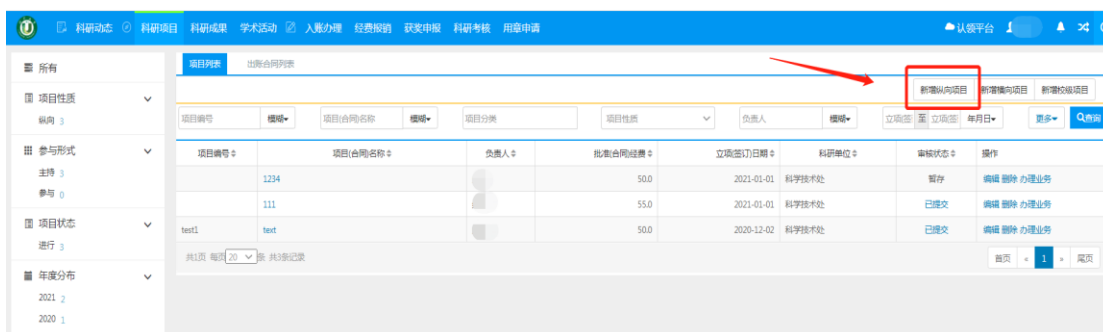 科研动态 科研项目 科研成果 学术活动 入账办理 经费报销 获奖申报 科研考核 用章申请 认领平台
所有
项目列表 出账合同列表
新增纵向项目 新增横向项目 新增校级项目
项目性质
纵向 3
项目编号 模糊 项目(合同)名称 模糊 项目分类 项目性质 负责人 模糊 立项(签 至 立项(签 年月日 更多 查询
参与形式
主持 3
参与 0
项目编号 项目(合同)名称 负责人 批准(合同)经费 立项(签订)日期 科研单位 审核状态 操作
1234 50.0 2021-01-01 科学技术处 暂存 编辑 删除 办理业务
111 55.0 2021-01-01 科学技术处 已提交 编辑 删除 办理业务
test1 text 50.0 2020-12-02 科学技术处 已提交 编辑 删除 办理业务
项目状态
进行 3
共1页 每页 20 条 共3条记录 首页 « 1 » 尾页
年度分布
2021 2
2020 1